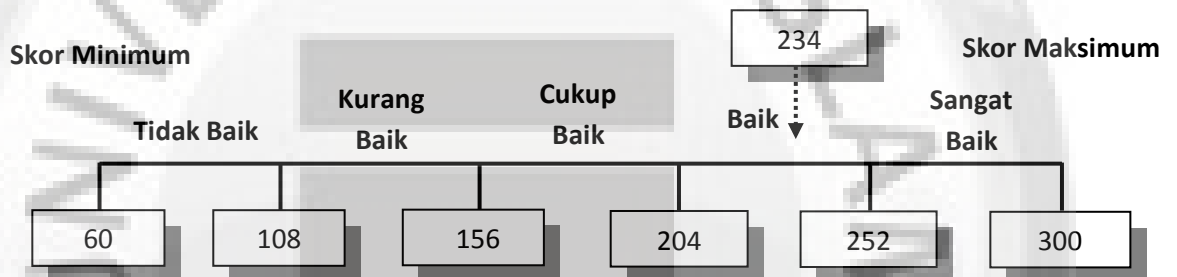 234
Skor Minimum
Skor Maksimum
Tidak Baik
Kurang
Baik
Cukup
Baik
Baik
Sangat
Baik
60
108
156
204
252
300